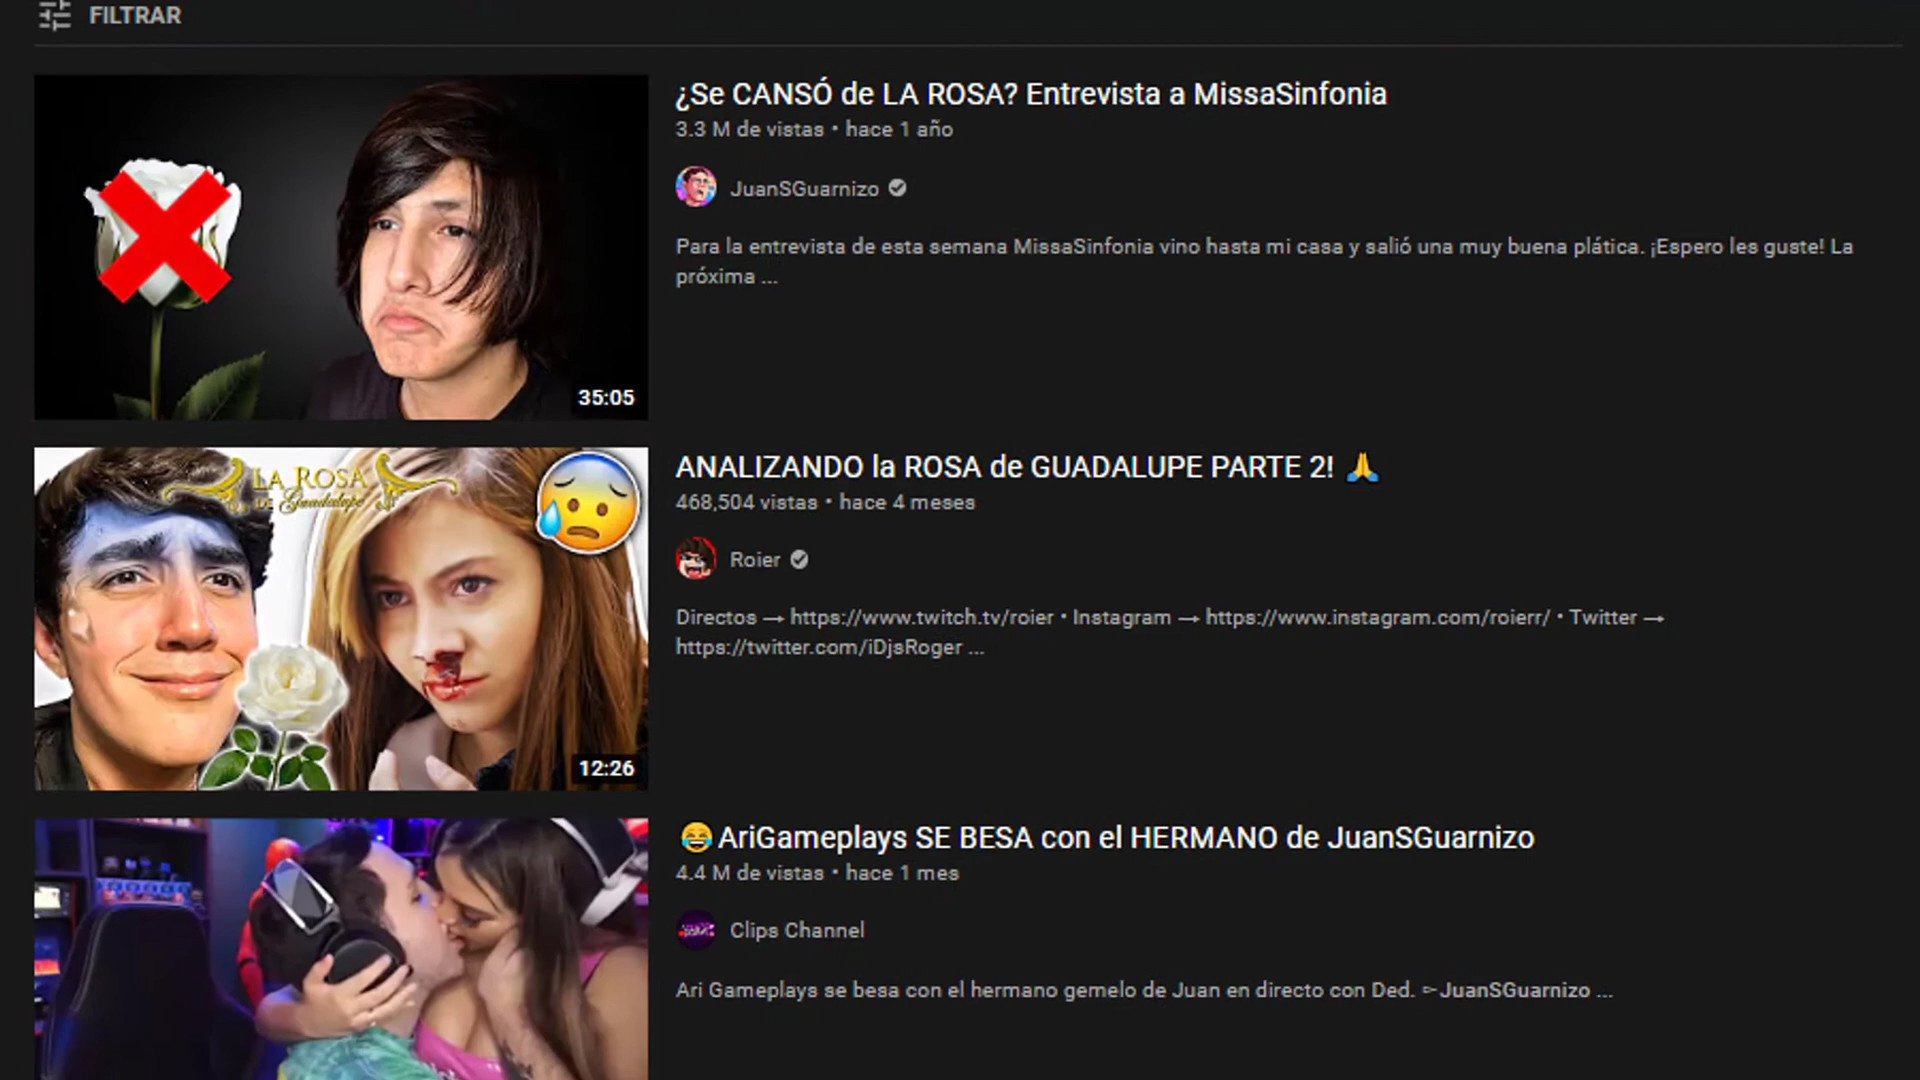 FILTRAR
¿Se CANSÓ de LA ROSA? Entrevista a MissaSinfonia
3.3 M de vistas • hace 1 año
JuanSGuarnizo
Para la entrevista de esta semana MissaSinfonia vino hasta mi casa y salió una muy buena plática. ¡Espero les guste! La
próxima ...
35:05
LA ROSA
DE Guadalupe
ANALIZANDO la ROSA de GUADALUPE PARTE 2! 🙏
468,504 vistas • hace 4 meses
Roier
Directos → https://www.twitch.tv/roier • Instagram → https://www.instagram.com/roierr/ • Twitter →
https://twitter.com/iDjsRoger ...
12:26
😂AriGameplays SE BESA con el HERMANO de JuanSGuarnizo
4.4 M de vistas • hace 1 mes
Clips Channel
Ari Gameplays se besa con el hermano gemelo de Juan en directo con Ded. ➛JuanSGuarnizo ...